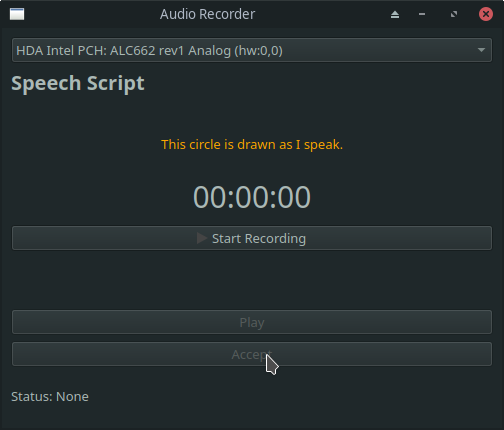 Audio Recorder
HDA Intel PCH: ALC662 rev1 Analog (hw:0,0)
Speech Script
This circle is drawn as I speak.
00:00:00
Start Recording
Play
Accept
Status: None